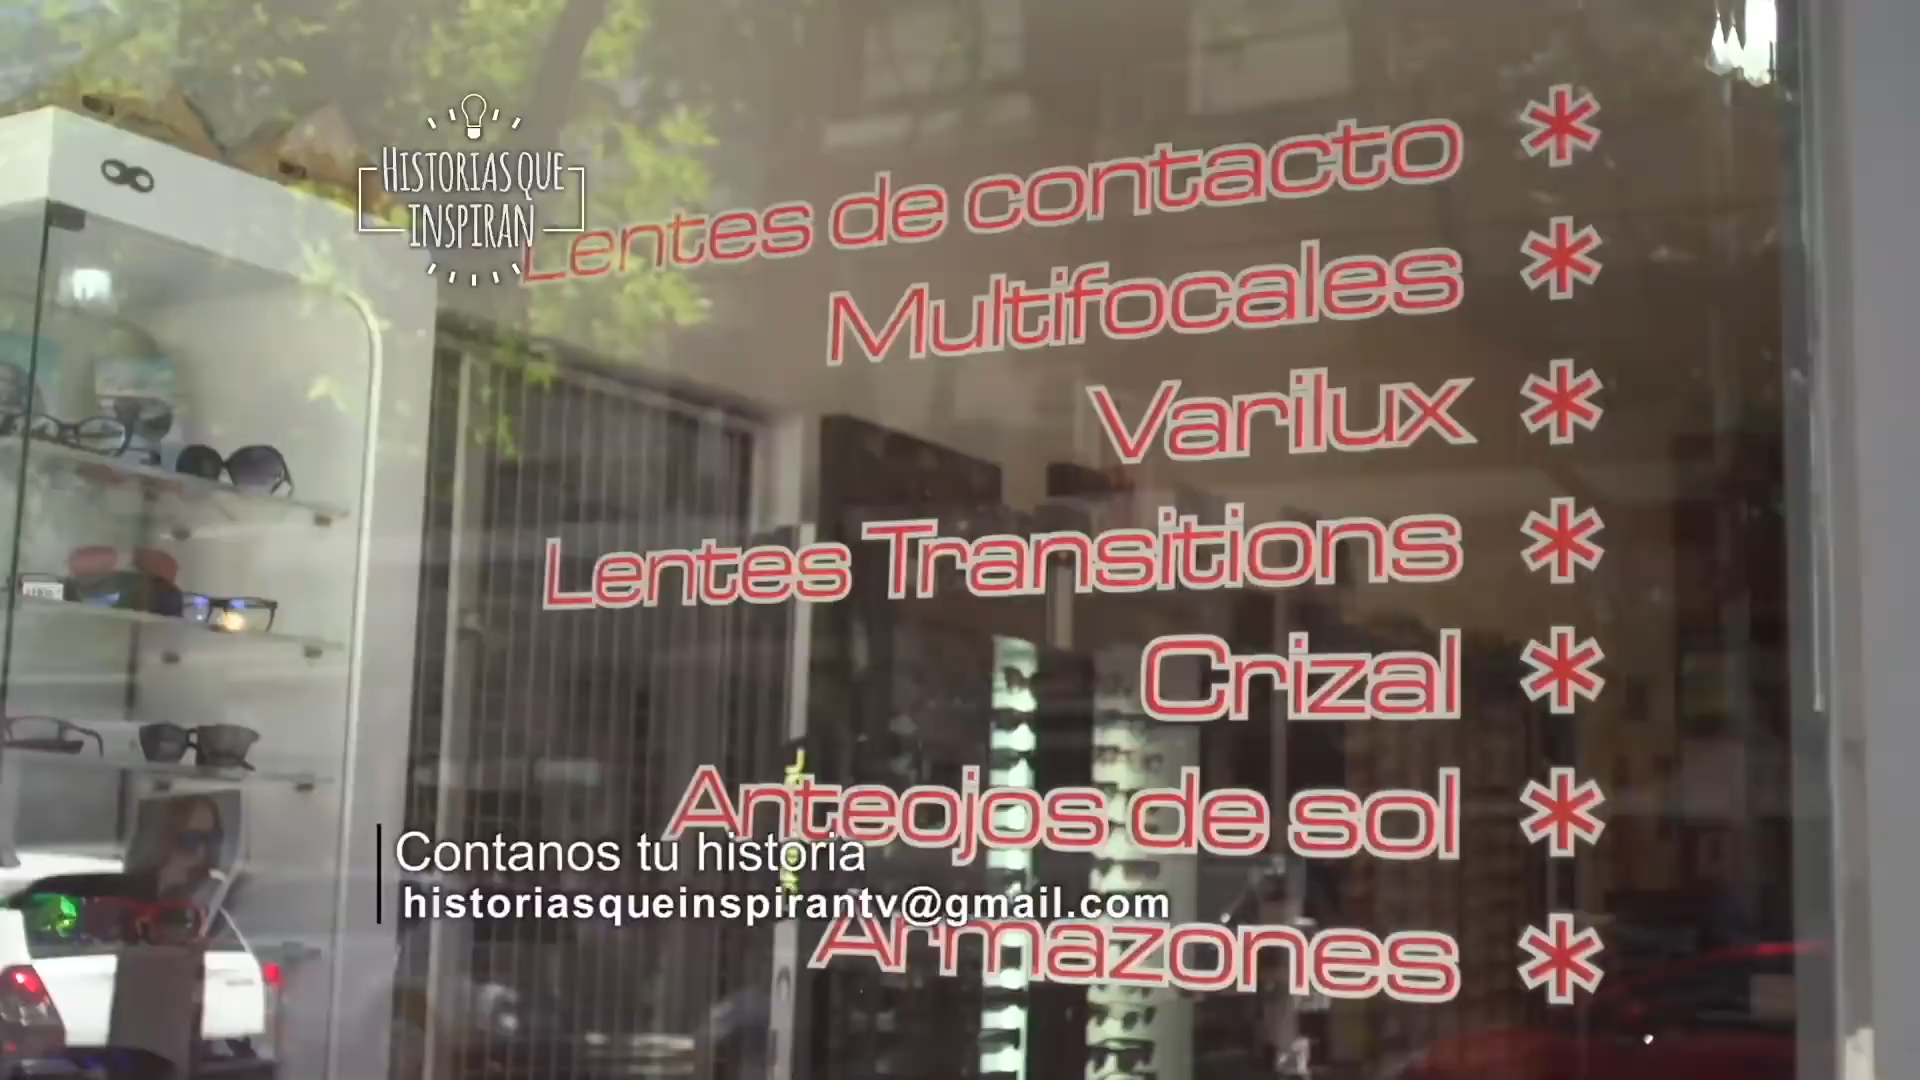 HISTORIAS QUE
INSPIRAN
Lentes de contacto *
Multifocales *
Varilux *
Lentes Transitions *
Crizal *
Anteojos de sol *
Contanos tu historia
historiasqueinspirantv@gmail.com
Armazones *